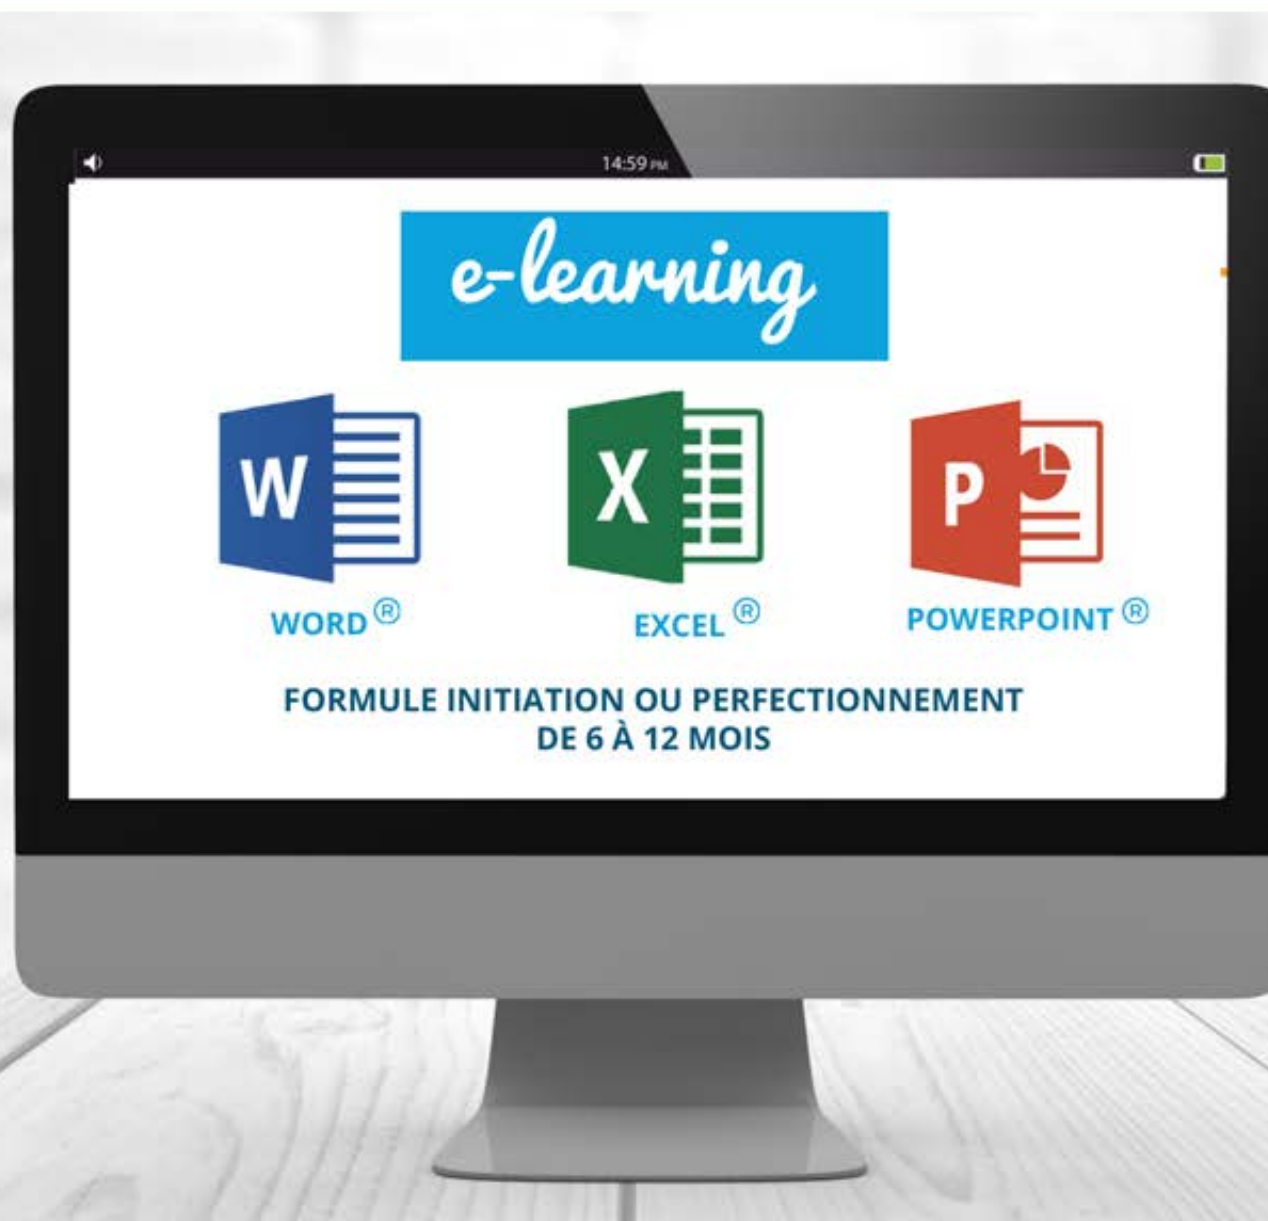 14:59 PM
e-learning
W
X
P
WORD®
EXCEL®
POWERPOINT®
FORMULE INITIATION OU PERFECTIONNEMENT
DE 6 À 12 MOIS